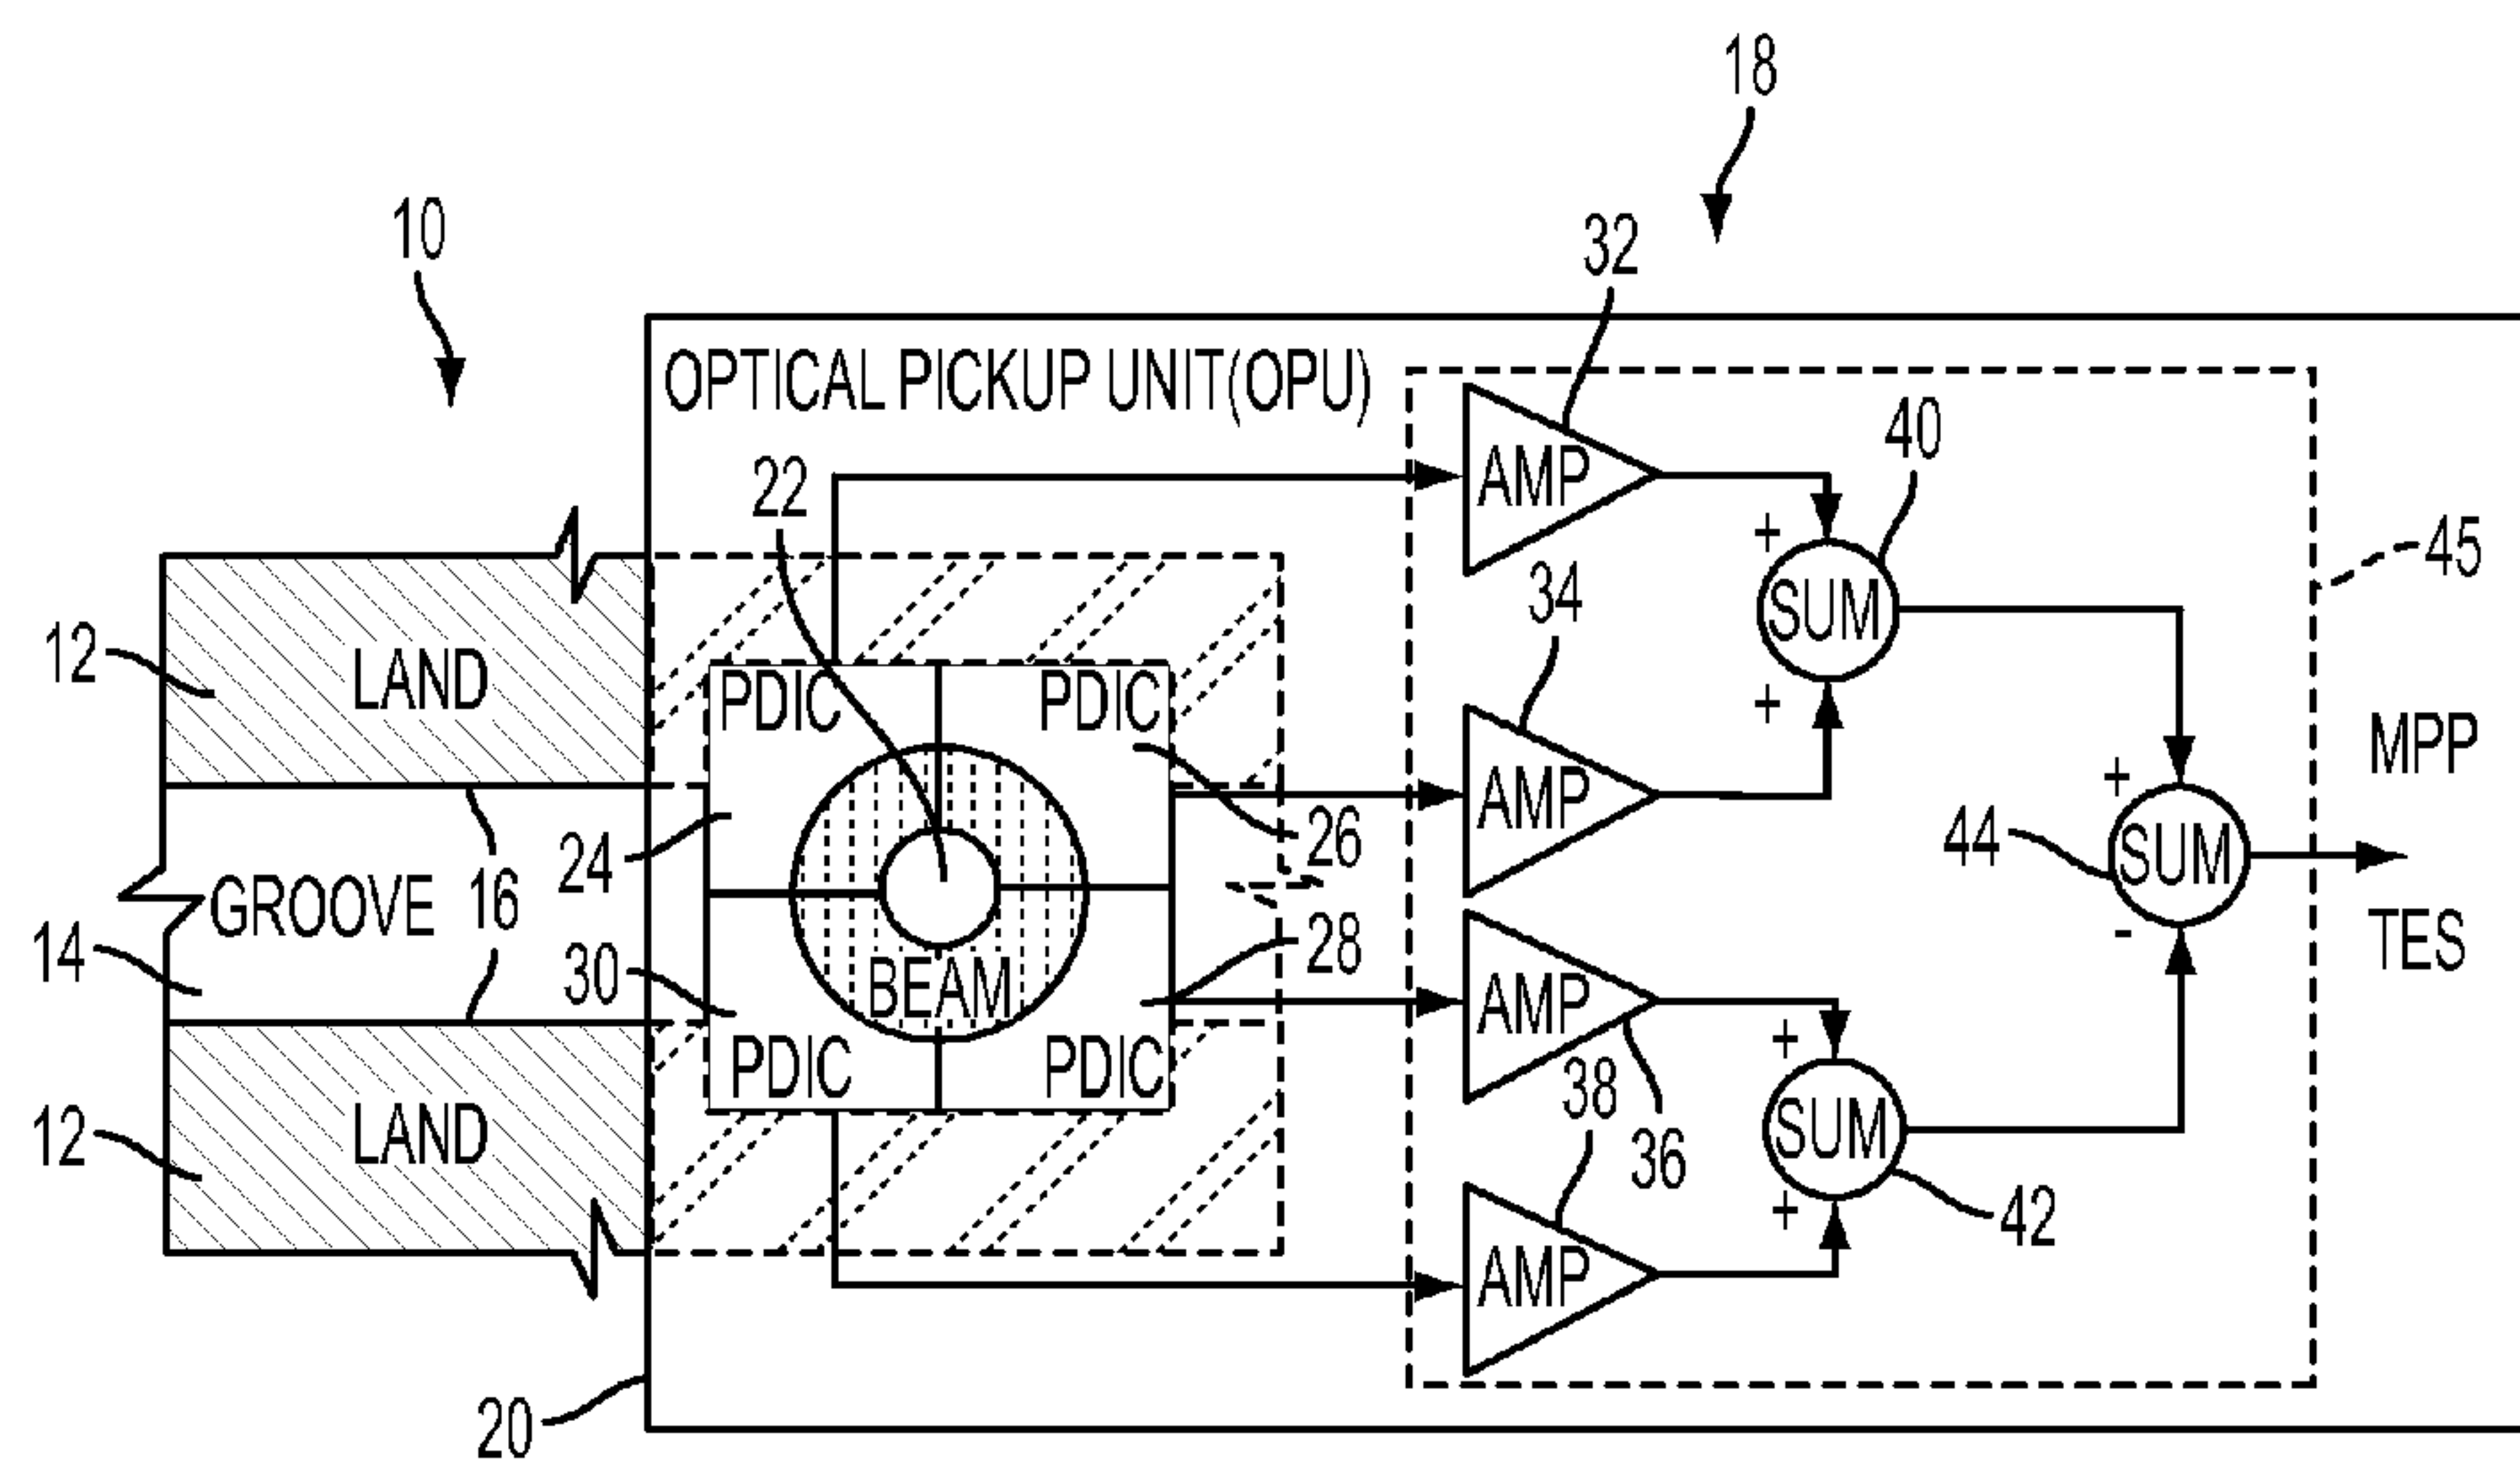 18
10
32
OPTICAL PICKUP UNIT(OPU)
40
AMP
22
+
45
34
SUM
12
LAND
PDIC
PDIC
+
MPP
AMP
+
24
26
44
SUM
GROOVE
16
14
30
BEAM
28
-
TES
AMP
+
PDIC
PDIC
38
12
LAND
SUM
36
+
42
AMP
20